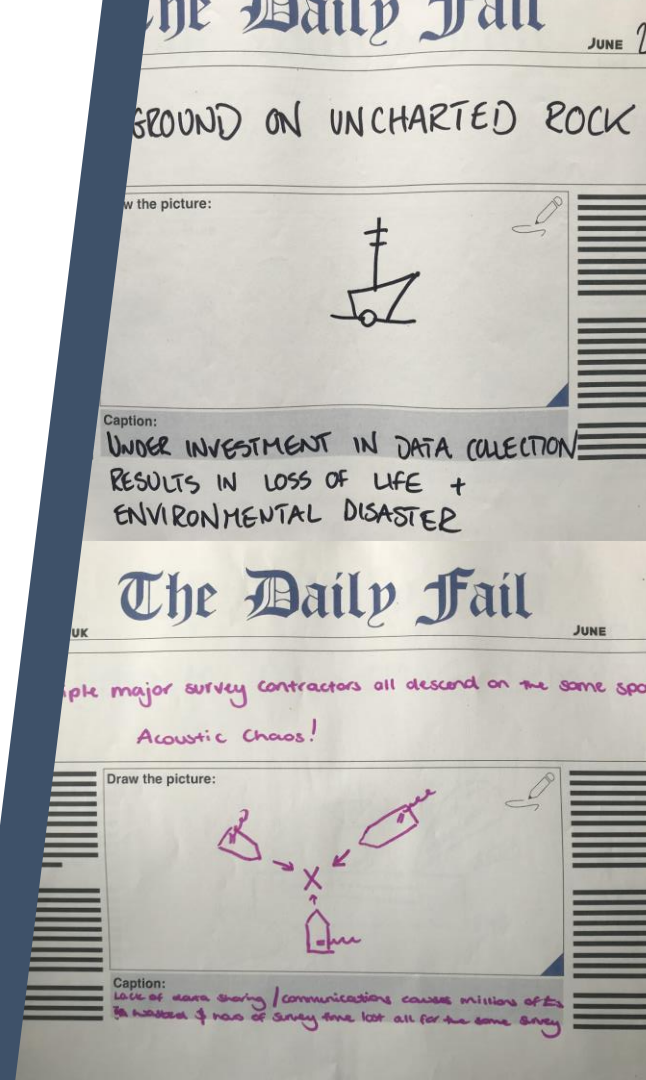 The Daily Fail
JUNE 2
GROUND ON UNCHARTED ROCK
w the picture:
Caption:
UNDER INVESTMENT IN DATA COLLECTION
RESULTS IN LOSS OF LIFE +
ENVIRONMENTAL DISASTER
The Daily Fail
UK
JUNE
iple major survey contractors all descend on the same spo
Acoustic Chaos!
Draw the picture:
X
Caption:
Lack of data sharing / communications causes millions of £s
wasted & of survey time lost all for the same survey